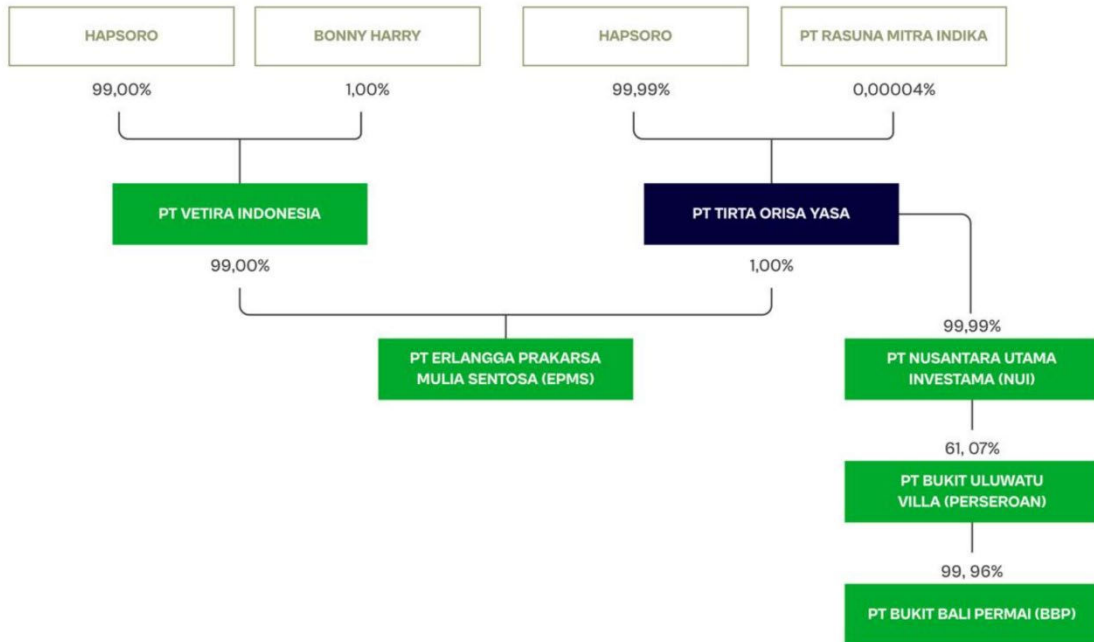 HAPSORO
BONNY HARRY
HAPSORO
PT RASUNA MITRA INDIKA
99,00%
1,00%
99,99%
0,00004%
PT VETIRA INDONESIA
PT TIRTA ORISA YASA
99,00%
1,00%
99,99%
PT ERLANGGA PRAKARSA
MULIA SENTOSA (EPMS)
PT NUSANTARA UTAMA
INVESTAMA (NUI)
61, 07%
PT BUKIT ULUWATU
VILLA (PERSEROAN)
99, 96%
PT BUKIT BALI PERMAI (BBP)